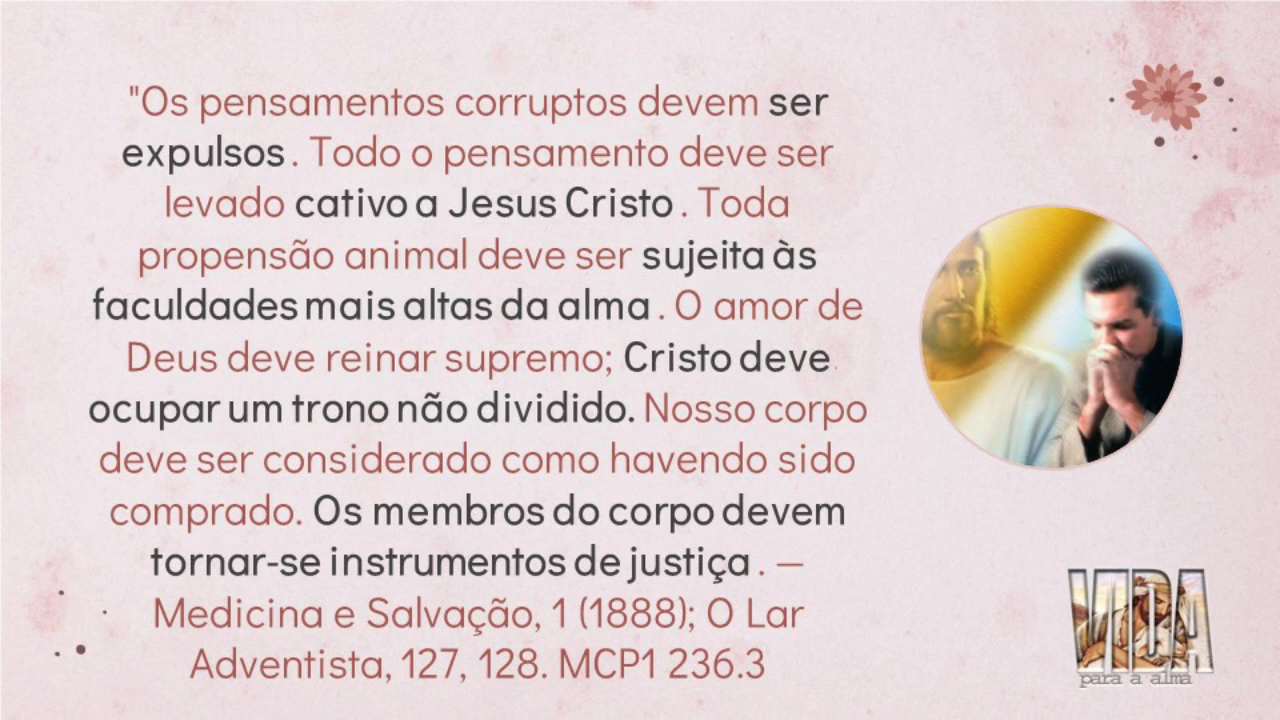 "Os pensamentos corruptos devem ser
expulsos . Todo o pensamento deve ser
levado cativo a Jesus Cristo . Toda
propensão animal deve ser sujeita às
faculdades mais altas da alma . O amor de
Deus deve reinar supremo; Cristo deve
ocupar um trono não dividido. Nosso corpo
deve ser considerado como havendo sido
comprado. Os membros do corpo devem
tornar-se instrumentos de justiça . —
Medicina e Salvação, 1 (1888); O Lar
Adventista, 127, 128. MCP1 236.3
VIDA
para a alma